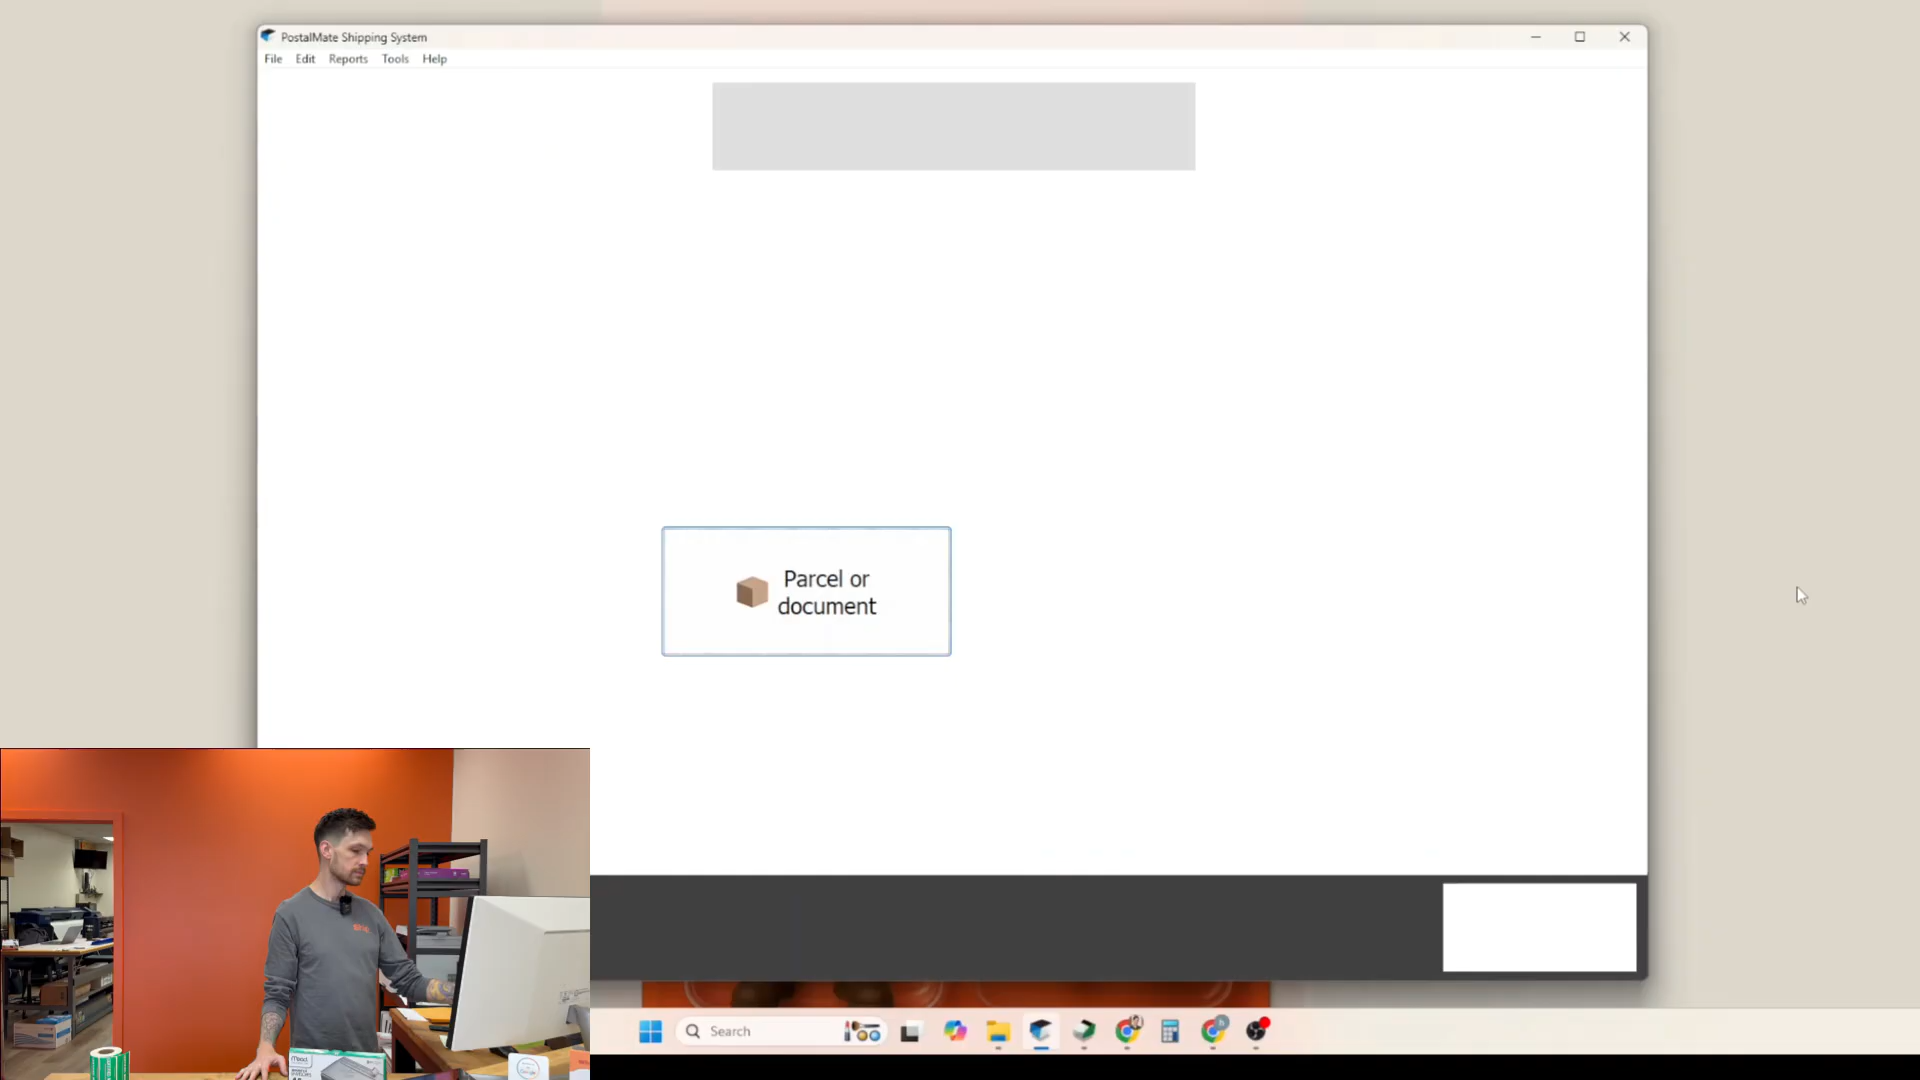 PostalMate Shipping System
File Edit Reports Tools Help
Parcel or
document
Search